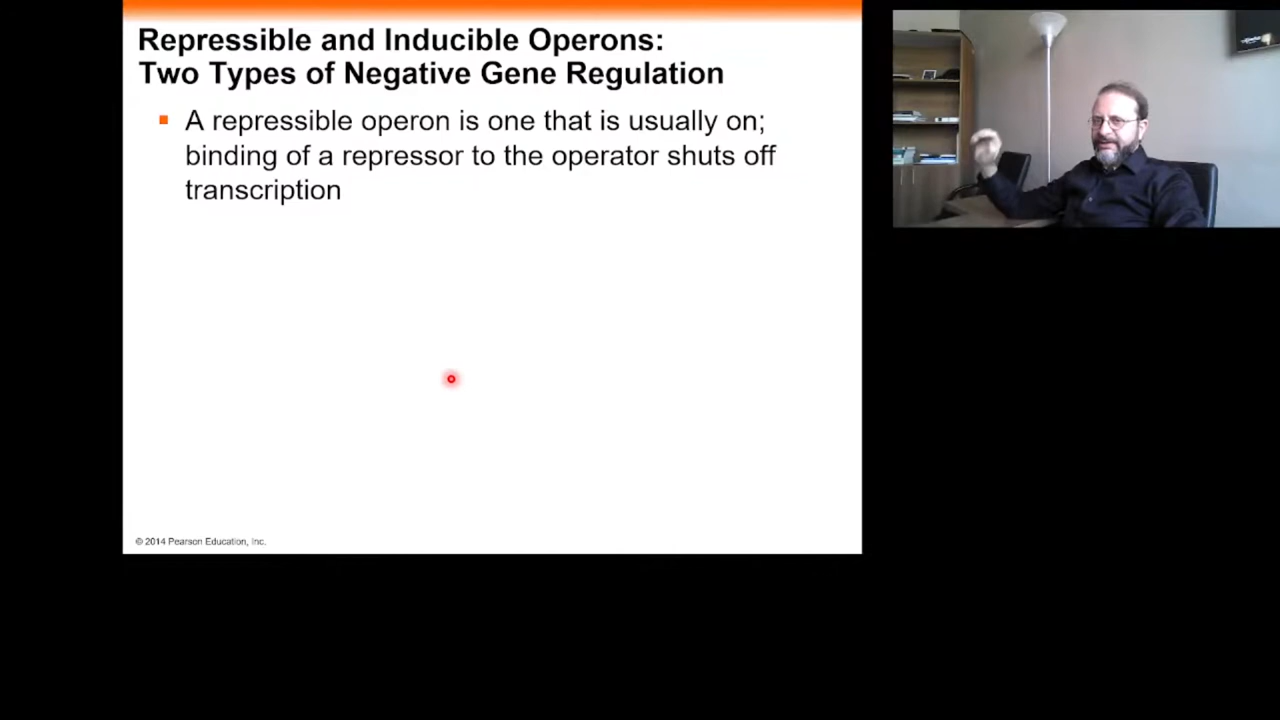 Repressible and Inducible Operons:
Two Types of Negative Gene Regulation
A repressible operon is one that is usually on;
binding of a repressor to the operator shuts off
transcription
© 2014 Pearson Education, Inc.